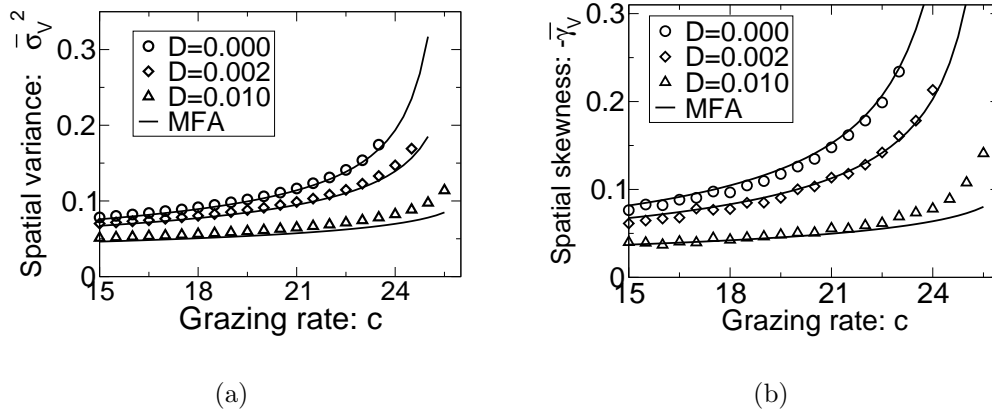 Spatial variance: σ̅_V²
0.3
0.2
0.1
0
D=0.000
D=0.002
D=0.010
MFA
15 18 21 24
Grazing rate: c
(a)
Spatial skewness: -γ̅_V
0.3
0.2
0.1
0
D=0.000
D=0.002
D=0.010
MFA
15 18 21 24
Grazing rate: c
(b)